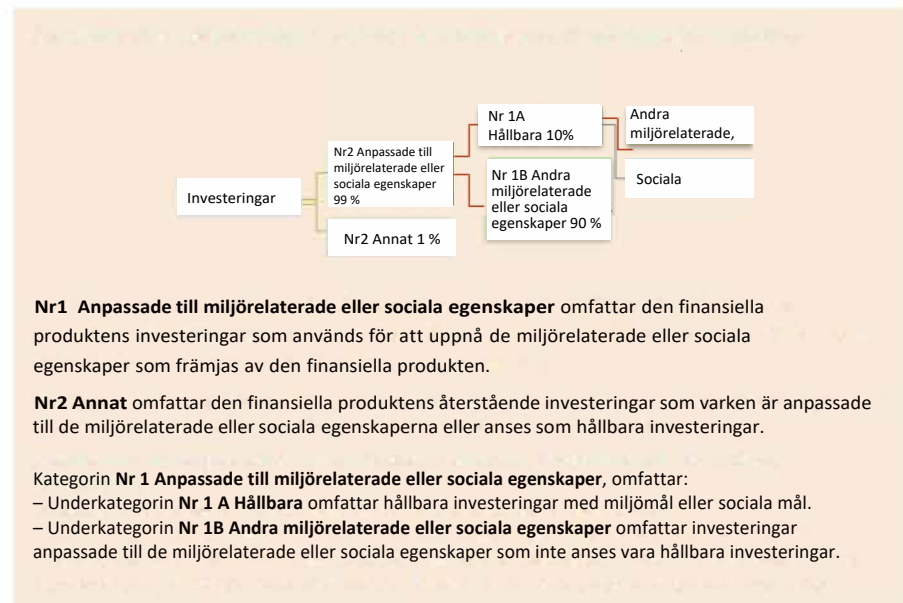 Investeringar
Nr2 Anpassade till
miljörelaterade eller
sociala egenskaper
99 %
Nr2 Annat 1 %
Nr 1A
Hållbara 10%
Nr 1B Andra
miljörelaterade
eller sociala
egenskaper 90 %
Andra
miljörelaterade,
Sociala
Nr1 Anpassade till miljörelaterade eller sociala egenskaper omfattar den finansiella
produktens investeringar som används för att uppnå de miljörelaterade eller sociala
egenskaper som främjas av den finansiella produkten.
Nr2 Annat omfattar den finansiella produktens återstående investeringar som varken är anpassade
till de miljörelaterade eller sociala egenskaperna eller anses som hållbara investeringar.
Kategorin Nr 1 Anpassade till miljörelaterade eller sociala egenskaper, omfattar:
– Underkategorin Nr 1 A Hållbara omfattar hållbara investeringar med miljömål eller sociala mål.
– Underkategorin Nr 1B Andra miljörelaterade eller sociala egenskaper omfattar investeringar
anpassade till de miljörelaterade eller sociala egenskaper som inte anses vara hållbara investeringar.